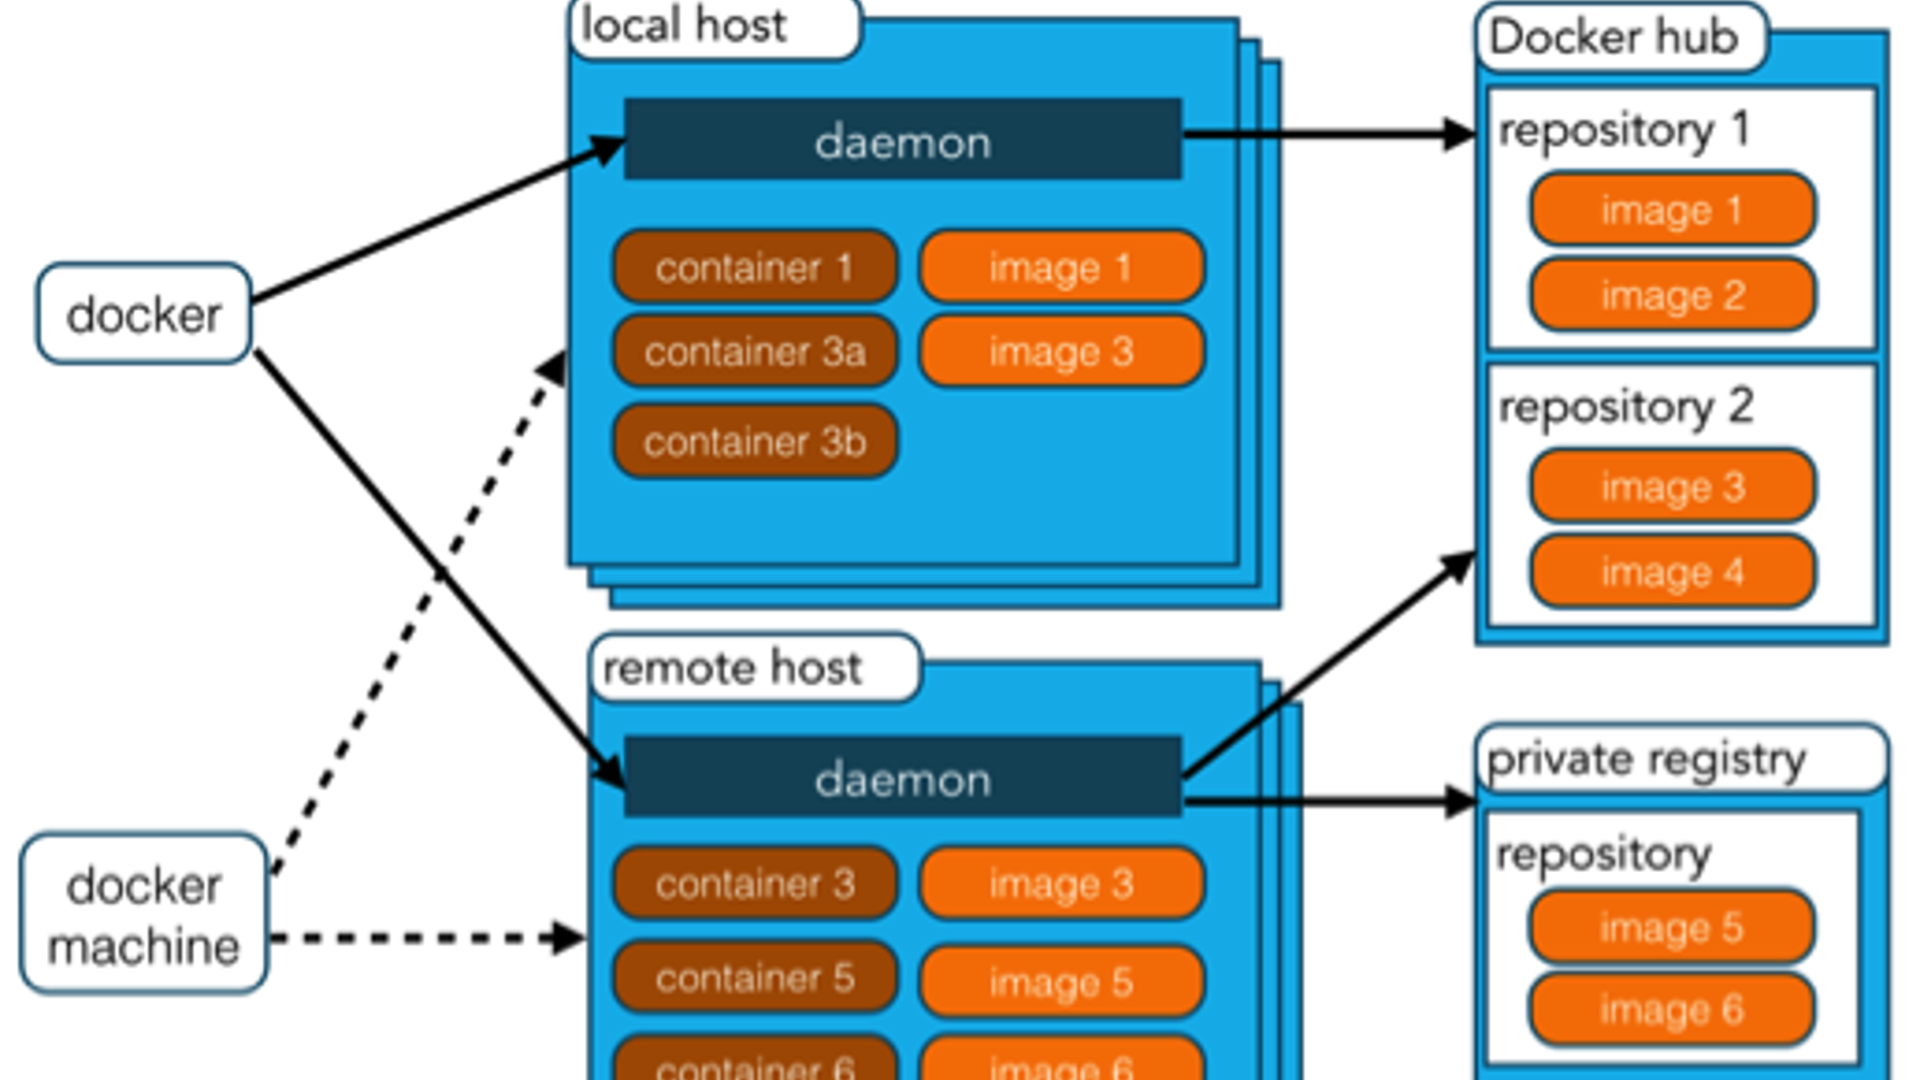 local host
daemon
container 1
image 1
container 3a
image 3
container 3b
docker
docker
machine
remote host
daemon
container 3
image 3
container 5
image 5
container 6
image 6
Docker hub
repository 1
image 1
image 2
repository 2
image 3
image 4
private registry
repository
image 5
image 6